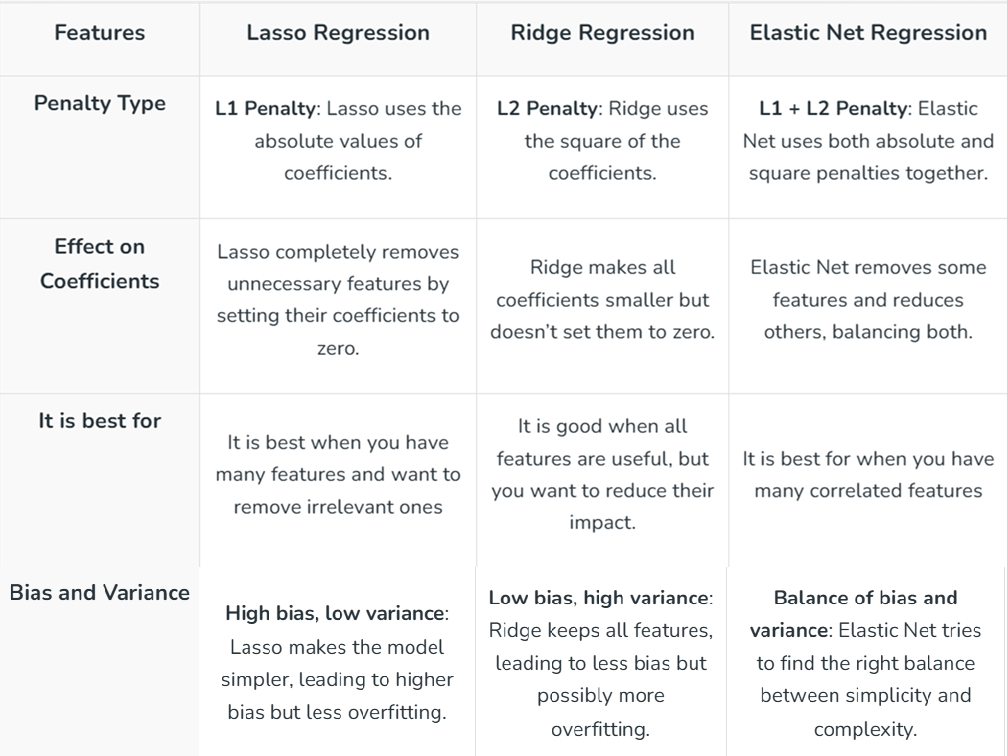 Features Lasso Regression Ridge Regression Elastic Net Regression
Penalty Type
L1 Penalty: Lasso uses the
absolute values of
coefficients.
L2 Penalty: Ridge uses
the square of the
coefficients.
L1 + L2 Penalty: Elastic
Net uses both absolute and
square penalties together.
Effect on
Coefficients
Lasso completely removes
unnecessary features by
setting their coefficients to
zero.
Ridge makes all
coefficients smaller but
doesn’t set them to zero.
Elastic Net removes some
features and reduces
others, balancing both.
It is best for
It is best when you have
many features and want to
remove irrelevant ones
It is good when all
features are useful, but
you want to reduce their
impact.
It is best for when you have
many correlated features
Bias and Variance
High bias, low variance:
Lasso makes the model
simpler, leading to higher
bias but less overfitting.
Low bias, high variance:
Ridge keeps all features,
leading to less bias but
possibly more
overfitting.
Balance of bias and
variance: Elastic Net tries
to find the right balance
between simplicity and
complexity.